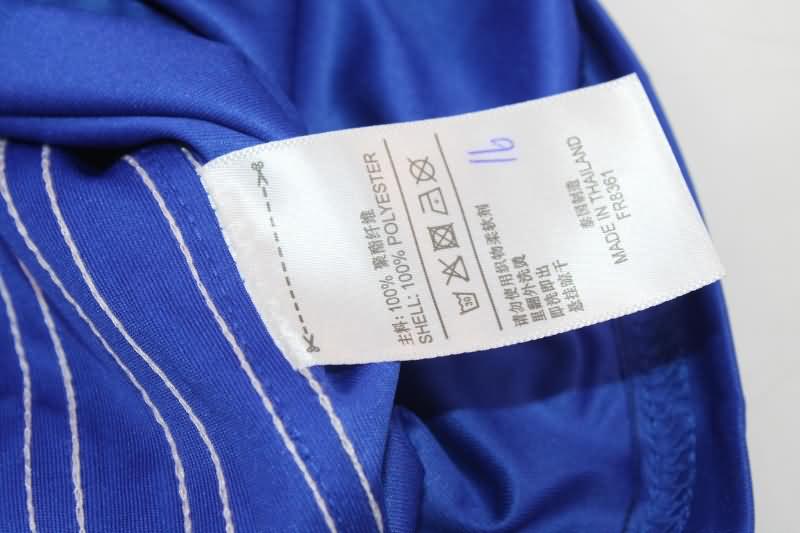 主料: 100% 聚酯纤维
SHELL: 100% POLYESTER
30
请勿使用织物柔软剂
里翻外洗烫
即洗即出
悬挂晾干
16
泰国制造
MADE IN THAILAND
FR8361